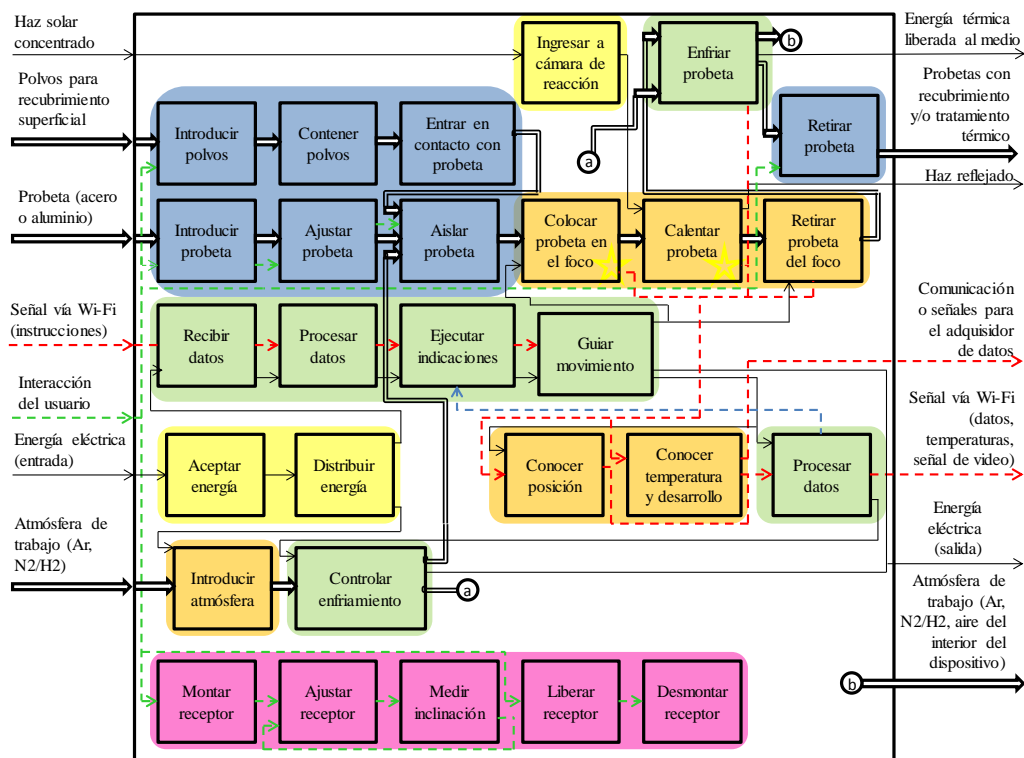 Haz solar
concentrado
Polvos para
recubrimiento
superficial
Probeta (acero
o aluminio)
Señal vía Wi-Fi
(instrucciones)
Interacción
del usuario
Energía eléctrica
(entrada)
Atmósfera de
trabajo (Ar,
N2/H2)
Ingresar a
cámara de
reacción
Enfriar
probeta
b
a
Introducir
polvos
Contener
polvos
Entrar en
contacto con
probeta
Retirar
probeta
Introducir
probeta
Ajustar
probeta
Aislar
probeta
Colocar
probeta en
el foco
Calentar
probeta
Retirar
probeta
del foco
Recibir
datos
Procesar
datos
Ejecutar
indicaciones
Guiar
movimiento
Aceptar
energía
Distribuir
energía
Conocer
posición
Conocer
temperatura
y desarrollo
Procesar
datos
Introducir
atmósfera
Controlar
enfriamiento
a
Montar
receptor
Ajustar
receptor
Medir
inclinación
Liberar
receptor
Desmontar
receptor
b
Energía térmica
liberada al medio
Probetas con
recubrimiento
y/o tratamiento
térmico
Haz reflejado
Comunicación
o señales para
el adquisidor
de datos
Señal vía Wi-Fi
(datos,
temperaturas,
señal de video)
Energía
eléctrica
(salida)
Atmósfera de
trabajo (Ar,
N2/H2, aire del
interior del
dispositivo)